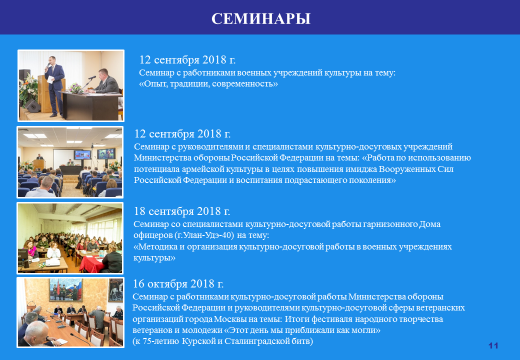 СЕМИНАРЫ
12 сентября 2018 г.
Семинар с работниками военных учреждений культуры на тему:
«Опыт, традиции, современность»
12 сентября 2018 г.
Семинар с руководителями и специалистами культурно-досуговых учреждений
Министерства обороны Российской Федерации на темы: «Работа по использованию
потенциала армейской культуры в целях повышения имиджа Вооруженных Сил
Российской Федерации и воспитания подрастающего поколения»
18 сентября 2018 г.
Семинар со специалистами культурно-досуговой работы гарнизонного Дома
офицеров (г.Улан-Удэ-40) на тему:
«Методика и организация культурно-досуговой работы в военных учреждениях
культуры»
16 октября 2018 г.
Семинар с работниками культурно-досуговой работы Министерства обороны
Российской Федерации и руководителями культурно-досуговой сферы ветеранских
организаций города Москвы на темы: Итоги фестиваля народного творчества
ветеранов и молодежи «Этот день мы приближали как могли»
(к 75-летию Курской и Сталинградской битв)
11